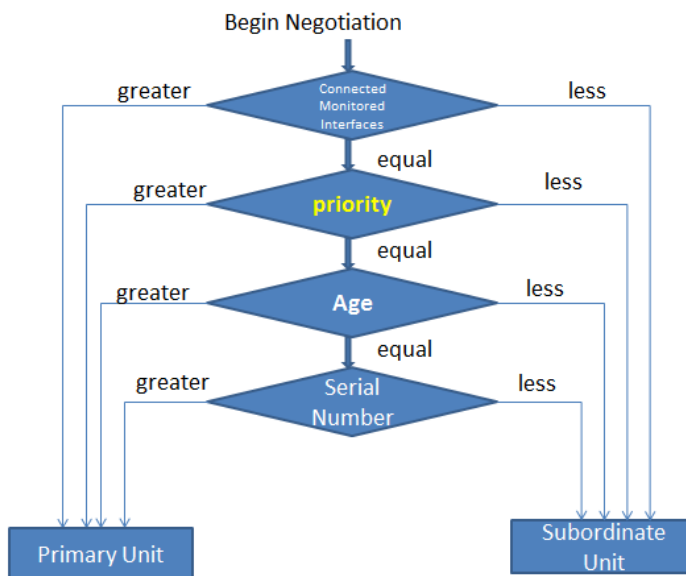 Begin Negotiation
greater
Connected
Monitored
Interfaces
less
equal
greater
priority
less
equal
greater
Age
less
equal
greater
Serial
Number
less
Primary Unit
Subordinate
Unit